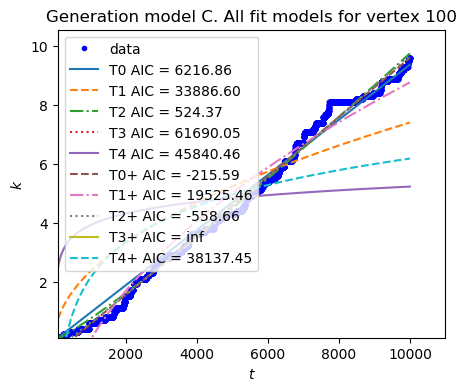 Generation model C. All fit models for vertex 100
data
T0 AIC = 6216.86
T1 AIC = 33886.60
T2 AIC = 524.37
T3 AIC = 61690.05
T4 AIC = 45840.46
T0+ AIC = -215.59
T1+ AIC = 19525.46
T2+ AIC = -558.66
T3+ AIC = inf
T4+ AIC = 38137.45
10
8
6
4
2
k
2000 4000 6000 8000 10000
t